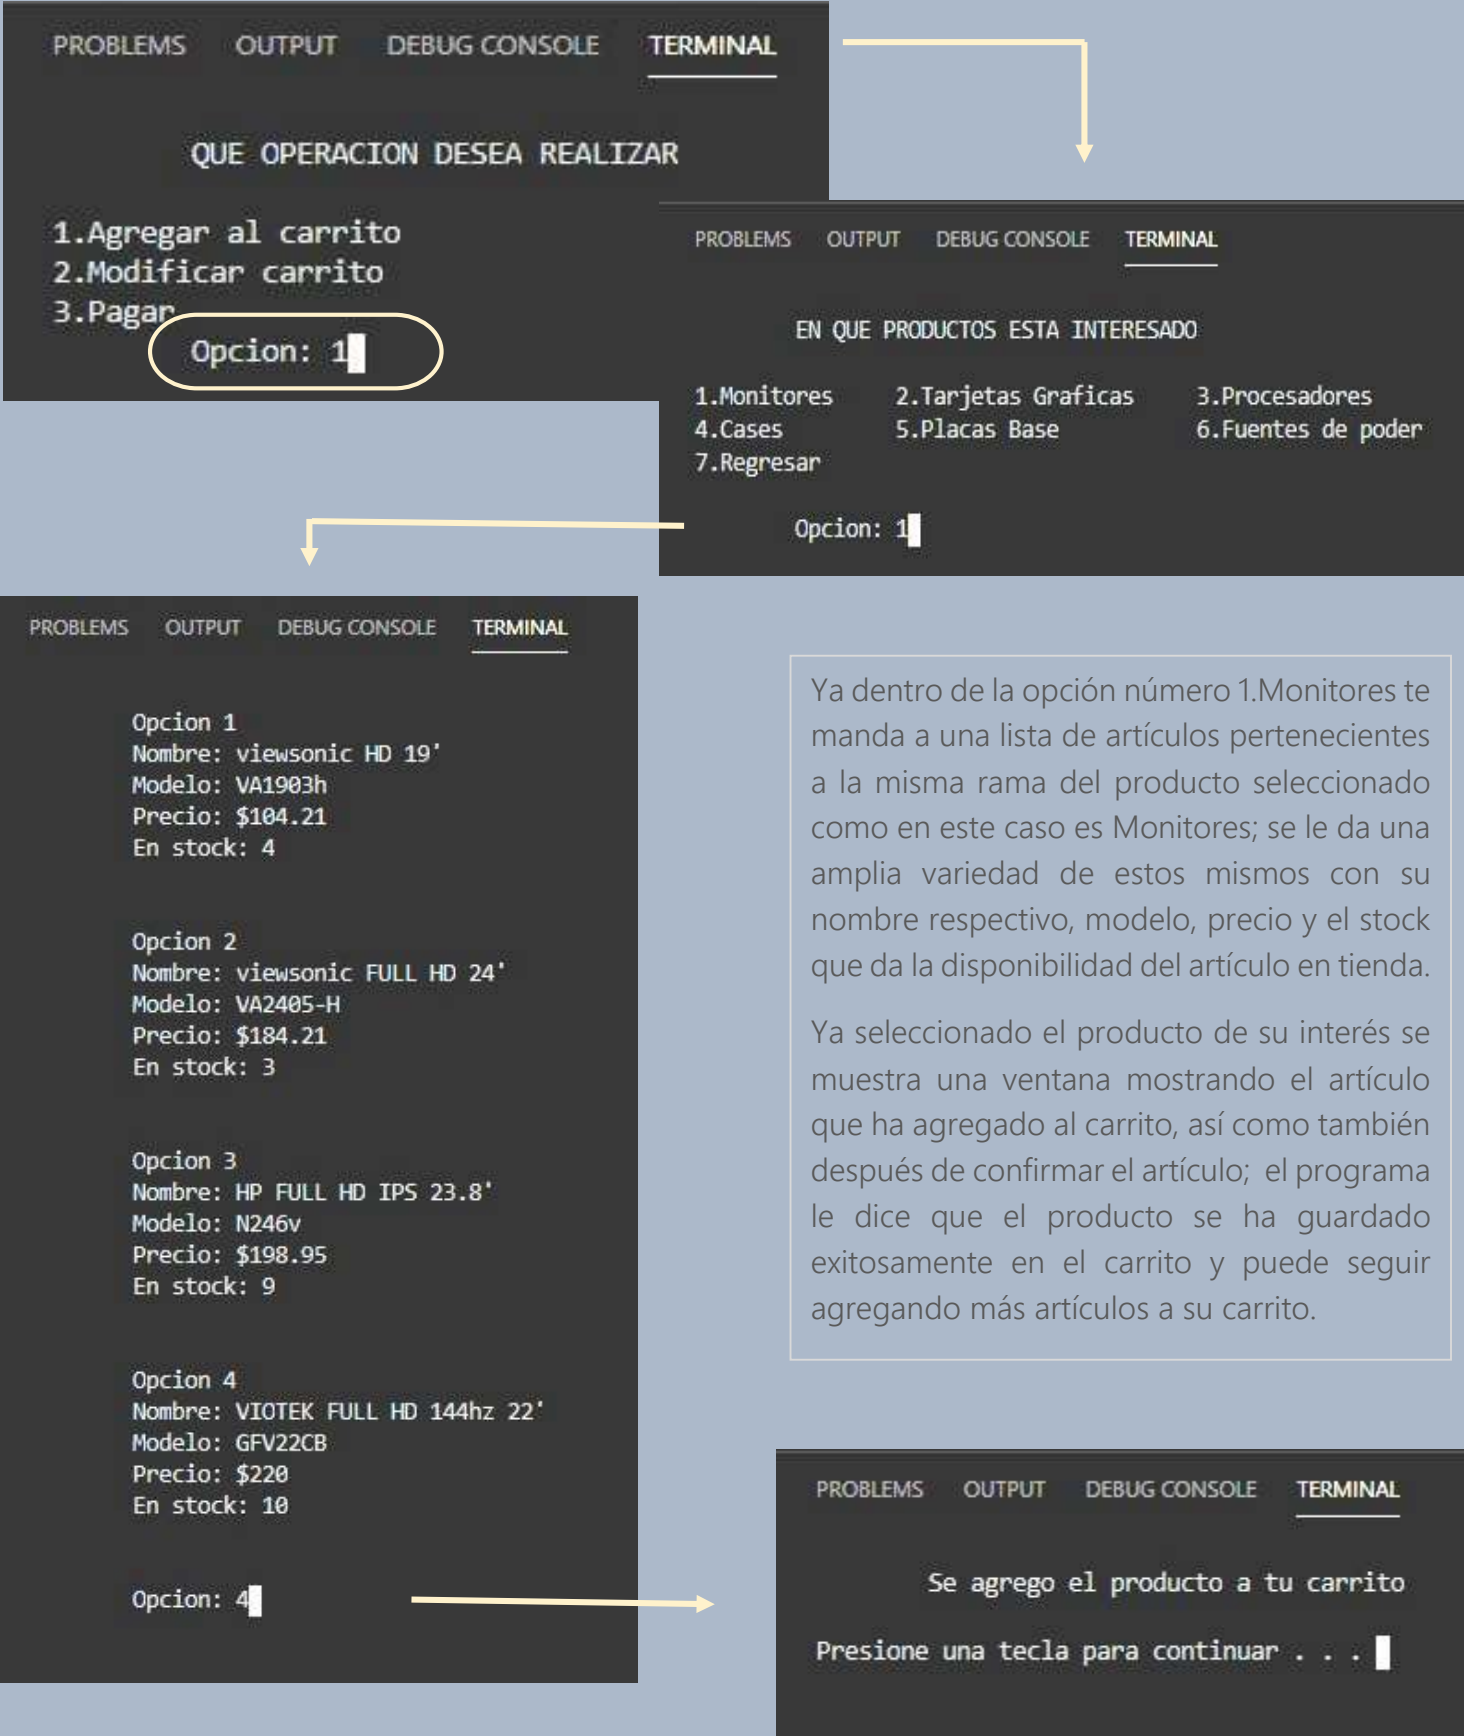 PROBLEMS OUTPUT DEBUG CONSOLE TERMINAL
QUE OPERACION DESEA REALIZAR
1.Agregar al carrito
2.Modificar carrito
3.Pagar
Opcion: 1
PROBLEMS OUTPUT DEBUG CONSOLE TERMINAL
EN QUE PRODUCTOS ESTA INTERESADO
1.Monitores 2.Tarjetas Graficas 3.Procesadores
4.Cases 5.Placas Base 6.Fuentes de poder
7.Regresar
Opcion: 1
PROBLEMS OUTPUT DEBUG CONSOLE TERMINAL
Opcion 1
Nombre: viewsonic HD 19'
Modelo: VA1903h
Precio: $104.21
En stock: 4
Opcion 2
Nombre: viewsonic FULL HD 24'
Modelo: VA2405-H
Precio: $184.21
En stock: 3
Opcion 3
Nombre: HP FULL HD IPS 23.8'
Modelo: N246v
Precio: $198.95
En stock: 9
Opcion 4
Nombre: VIOTEK FULL HD 144hz 22'
Modelo: GFV22CB
Precio: $220
En stock: 10
Opcion: 4
Ya dentro de la opción número 1.Monitores te
manda a una lista de artículos pertenecientes
a la misma rama del producto seleccionado
como en este caso es Monitores; se le da una
amplia variedad de estos mismos con su
nombre respectivo, modelo, precio y el stock
que da la disponibilidad del artículo en tienda.
Ya seleccionado el producto de su interés se
muestra una ventana mostrando el artículo
que ha agregado al carrito, así como también
después de confirmar el artículo; el programa
le dice que el producto se ha guardado
exitosamente en el carrito y puede seguir
agregando más artículos a su carrito.
PROBLEMS OUTPUT DEBUG CONSOLE TERMINAL
Se agrego el producto a tu carrito
Presione una tecla para continuar . . .